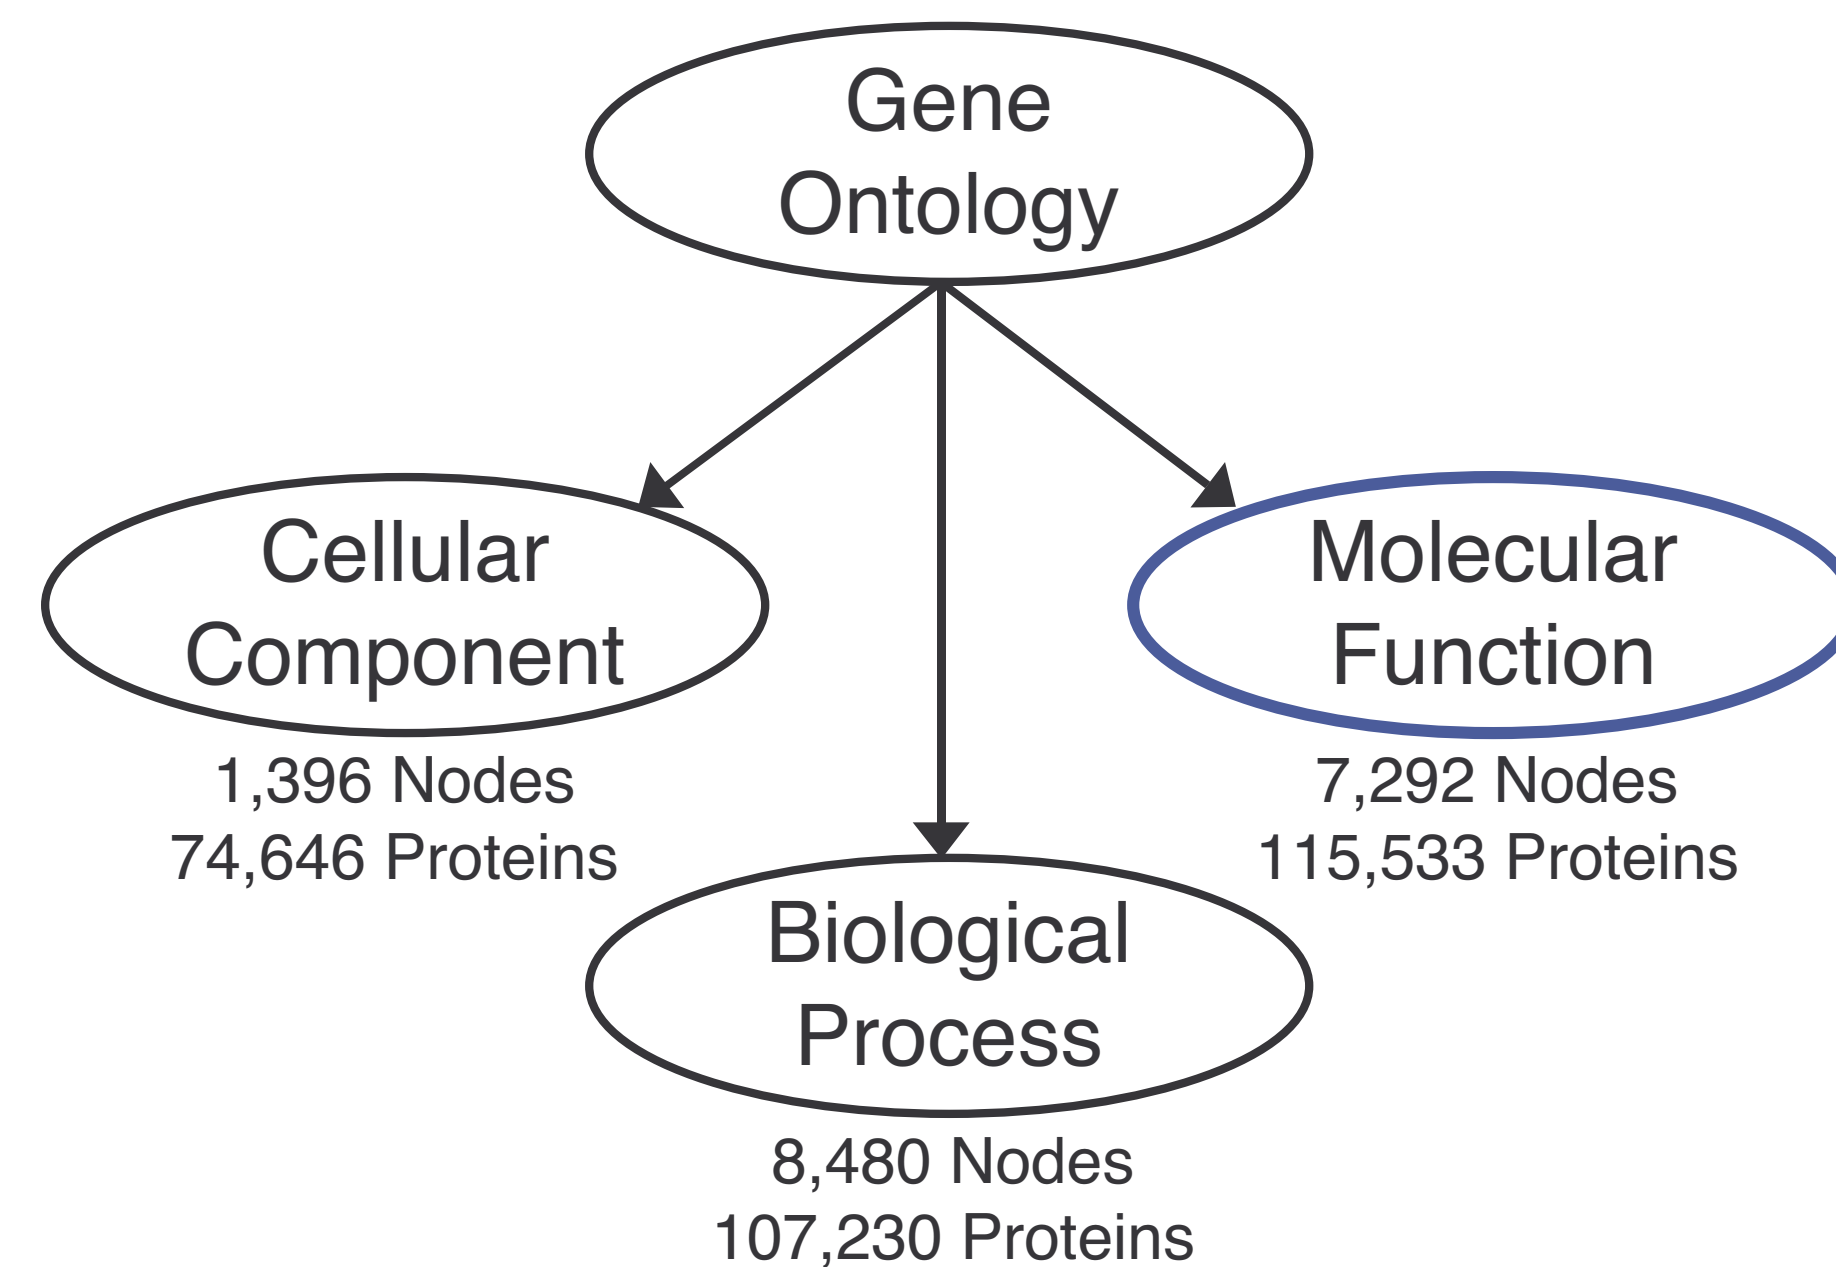 Gene
Ontology
Cellular
Component
1,396 Nodes
74,646 Proteins
Molecular
Function
7,292 Nodes
115,533 Proteins
Biological
Process
8,480 Nodes
107,230 Proteins